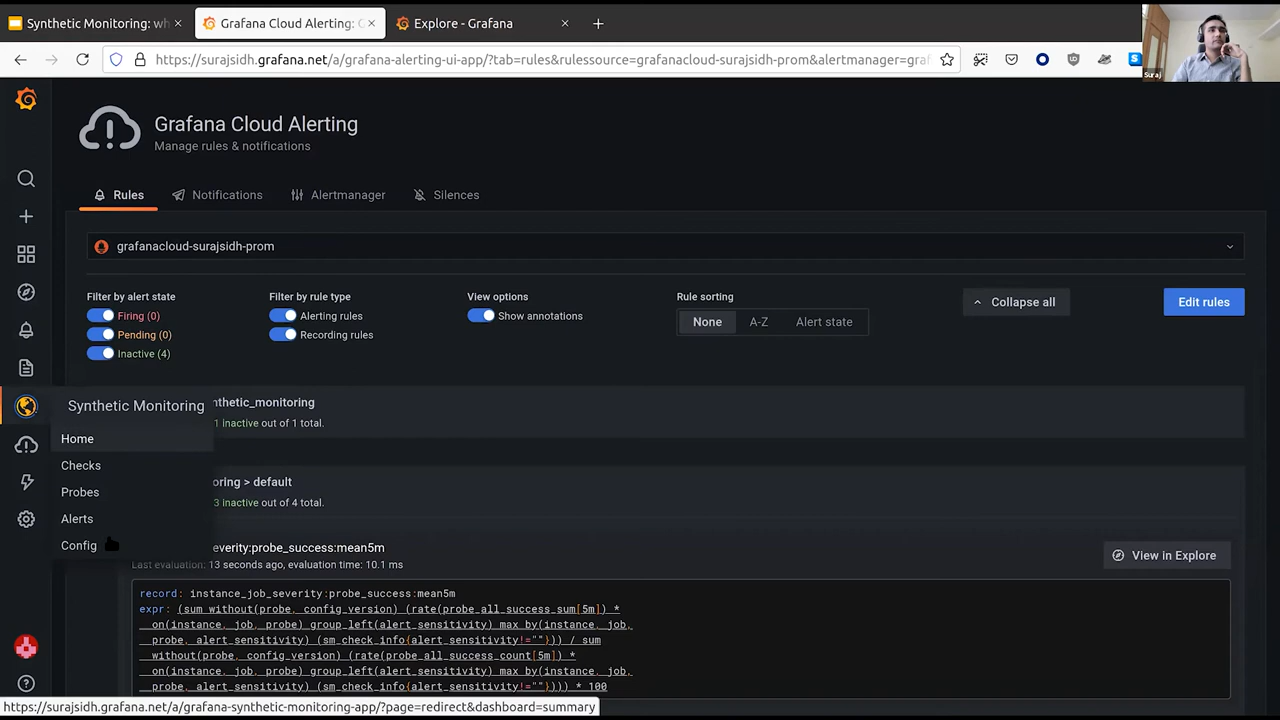 Synthetic Monitoring: wh
Grafana Cloud Alerting: G
Explore - Grafana
https://surajsidh.grafana.net/a/grafana-alerting-ui-app/?tab=rules&rulessource=grafanacloud-surajsidh-prom&alertmanager=graf
Suraj
Grafana Cloud Alerting
Manage rules & notifications
Rules
Notifications
Alertmanager
Silences
grafanacloud-surajsidh-prom
Filter by alert state
Firing (0)
Pending (0)
Inactive (4)
Filter by rule type
Alerting rules
Recording rules
View options
Show annotations
Rule sorting
None
A-Z
Alert state
Collapse all
Edit rules
Synthetic Monitoring
Home
Checks
Probes
Alerts
Config
nthetic_monitoring
1 inactive out of 1 total.
oring > default
3 inactive out of 4 total.
everity:probe_success:mean5m
Last evaluation: 13 seconds ago, evaluation time: 10.1 ms
View in Explore
record: instance_job_severity:probe_success:mean5m
expr: (sum without(probe, config_version) (rate(probe_all_success_sum[5m]) *
on(instance, job, probe) group_left(alert_sensitivity) max by(instance, job,
probe, alert_sensitivity) (sm_check_info{alert_sensitivity!=""})) / sum
without(probe, config_version) (rate(probe_all_success_count[5m]) *
on(instance, job, probe) group_left(alert_sensitivity) max by(instance, job,
probe, alert_sensitivity) (sm_check_info{alert_sensitivity!=""}))) * 100
https://surajsidh.grafana.net/a/grafana-synthetic-monitoring-app/?page=redirect&dashboard=summary